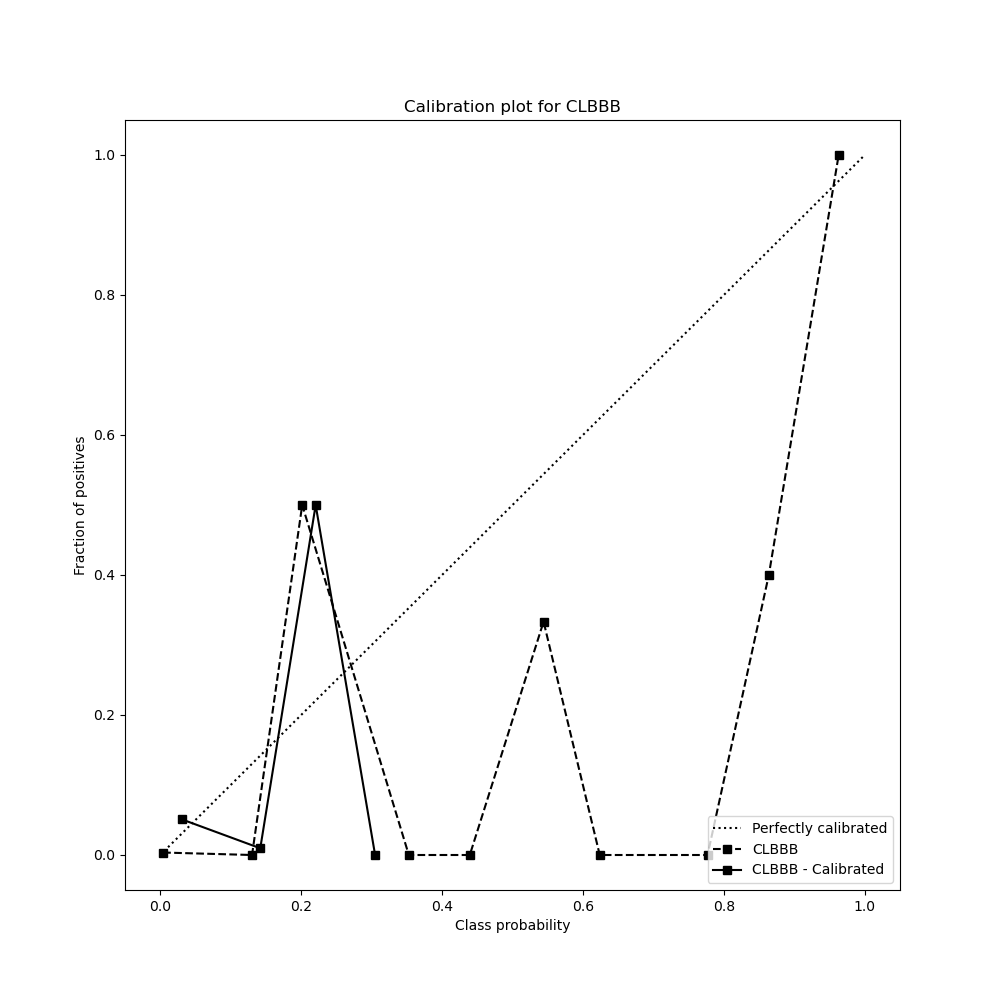 Calibration plot for CLBBB
1.0
0.8
0.6
0.4
0.2
0.0
Fraction of positives
0.0 0.2 0.4 0.6 0.8 1.0
Class probability
Perfectly calibrated
CLBBB
CLBBB - Calibrated